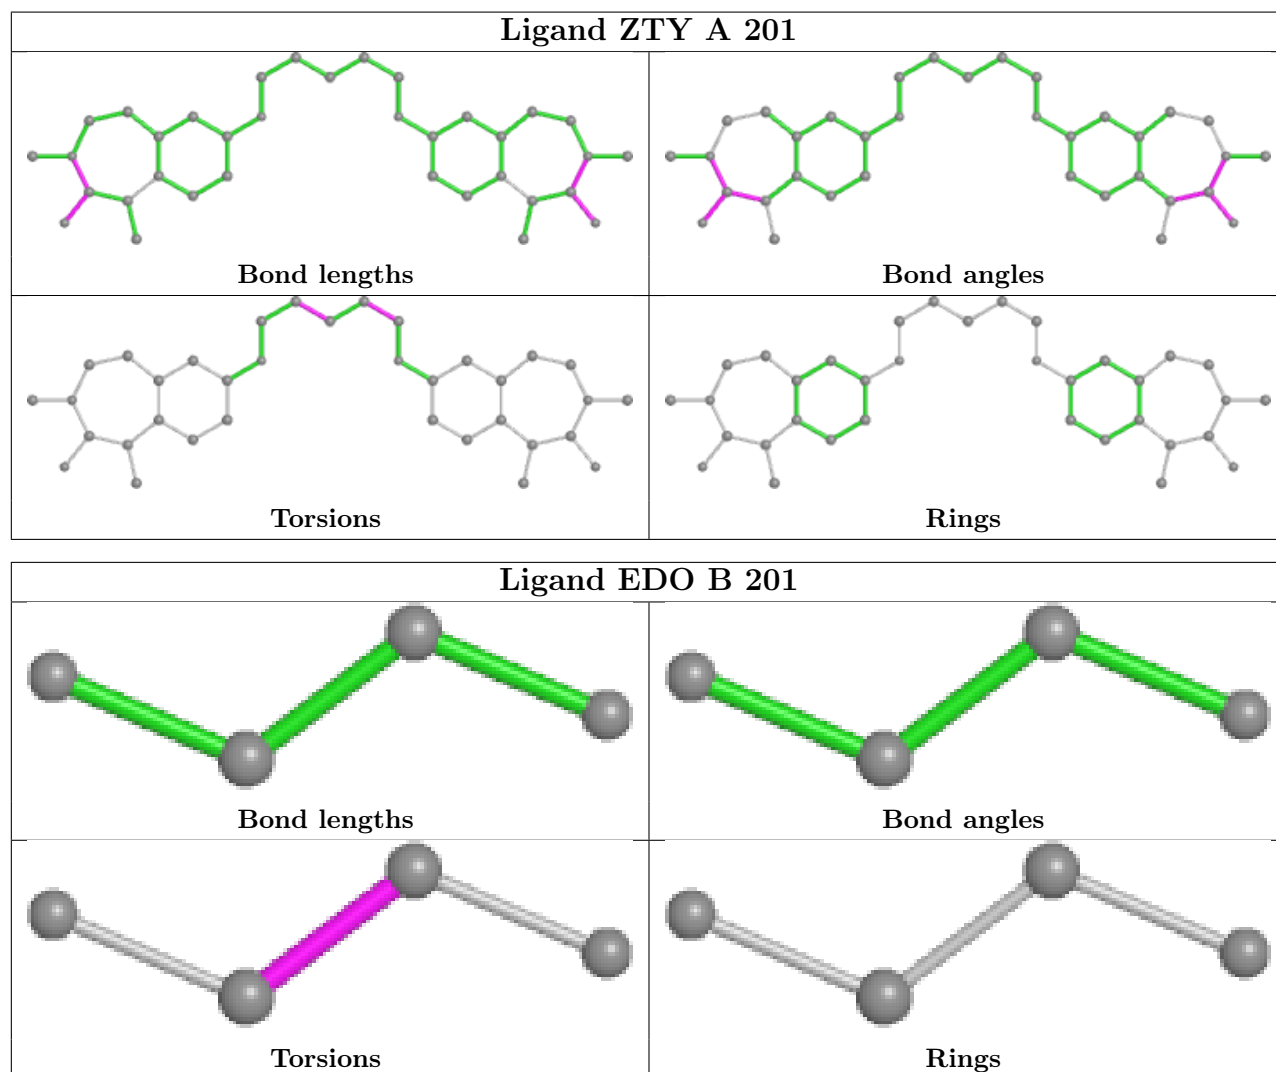 Ligand ZTY A 201
Bond lengths
Bond angles
Torsions
Rings
Ligand EDO B 201
Bond lengths
Bond angles
Torsions
Rings